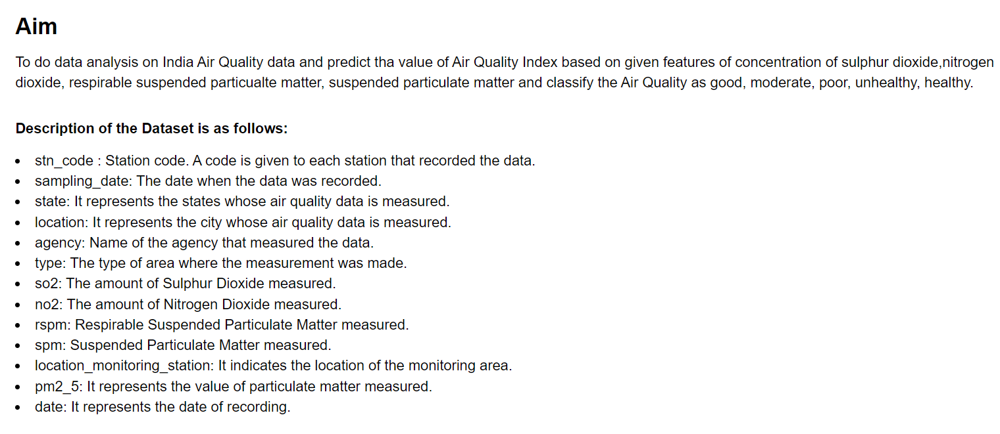 Aim
To do data analysis on India Air Quality data and predict tha value of Air Quality Index based on given features of concentration of sulphur dioxide,nitrogen
dioxide, respirable suspended particualte matter, suspended particulate matter and classify the Air Quality as good, moderate, poor, unhealthy, healthy.
Description of the Dataset is as follows:
• stn_code : Station code. A code is given to each station that recorded the data.
• sampling_date: The date when the data was recorded.
• state: It represents the states whose air quality data is measured.
• location: It represents the city whose air quality data is measured.
• agency: Name of the agency that measured the data.
• type: The type of area where the measurement was made.
• so2: The amount of Sulphur Dioxide measured.
• no2: The amount of Nitrogen Dioxide measured.
• rspm: Respirable Suspended Particulate Matter measured.
• spm: Suspended Particulate Matter measured.
• location_monitoring_station: It indicates the location of the monitoring area.
• pm2_5: It represents the value of particulate matter measured.
• date: It represents the date of recording.